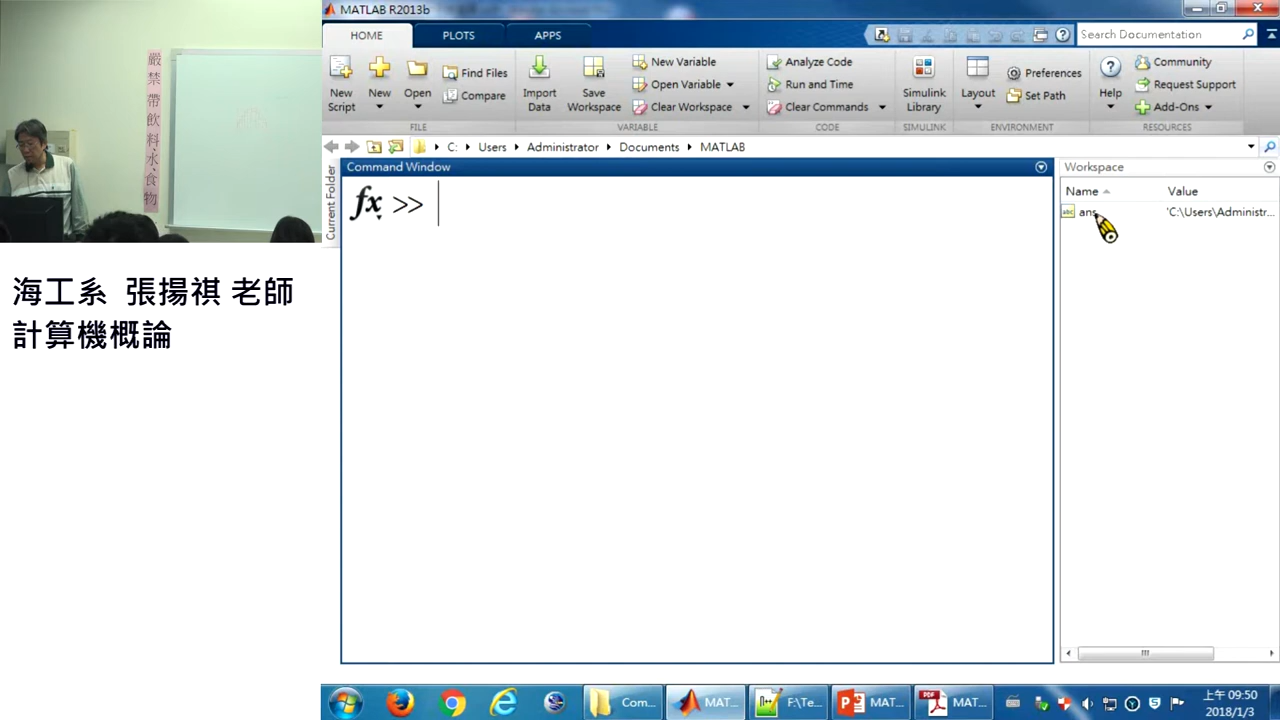 MATLAB R2013b
HOME PLOTS APPS
Search Documentation
New Script
New
Open
Find Files
Compare
Import Data
Save Workspace
New Variable
Open Variable
Clear Workspace
Analyze Code
Run and Time
Clear Commands
Simulink Library
Layout
Preferences
Set Path
Help
Community
Request Support
Add-Ons
FILE VARIABLE CODE SIMULINK ENVIRONMENT RESOURCES
C: Users Administrator Documents MATLAB
Current Folder
Command Window
fx >>
Workspace
Name Value
abc ans 'C:\Users\Administr...
嚴禁帶飲料水、食物
海工系 張揚祺 老師
計算機概論
Com... MAT... F:\Te... MAT... MAT...
上午 09:50
2018/1/3